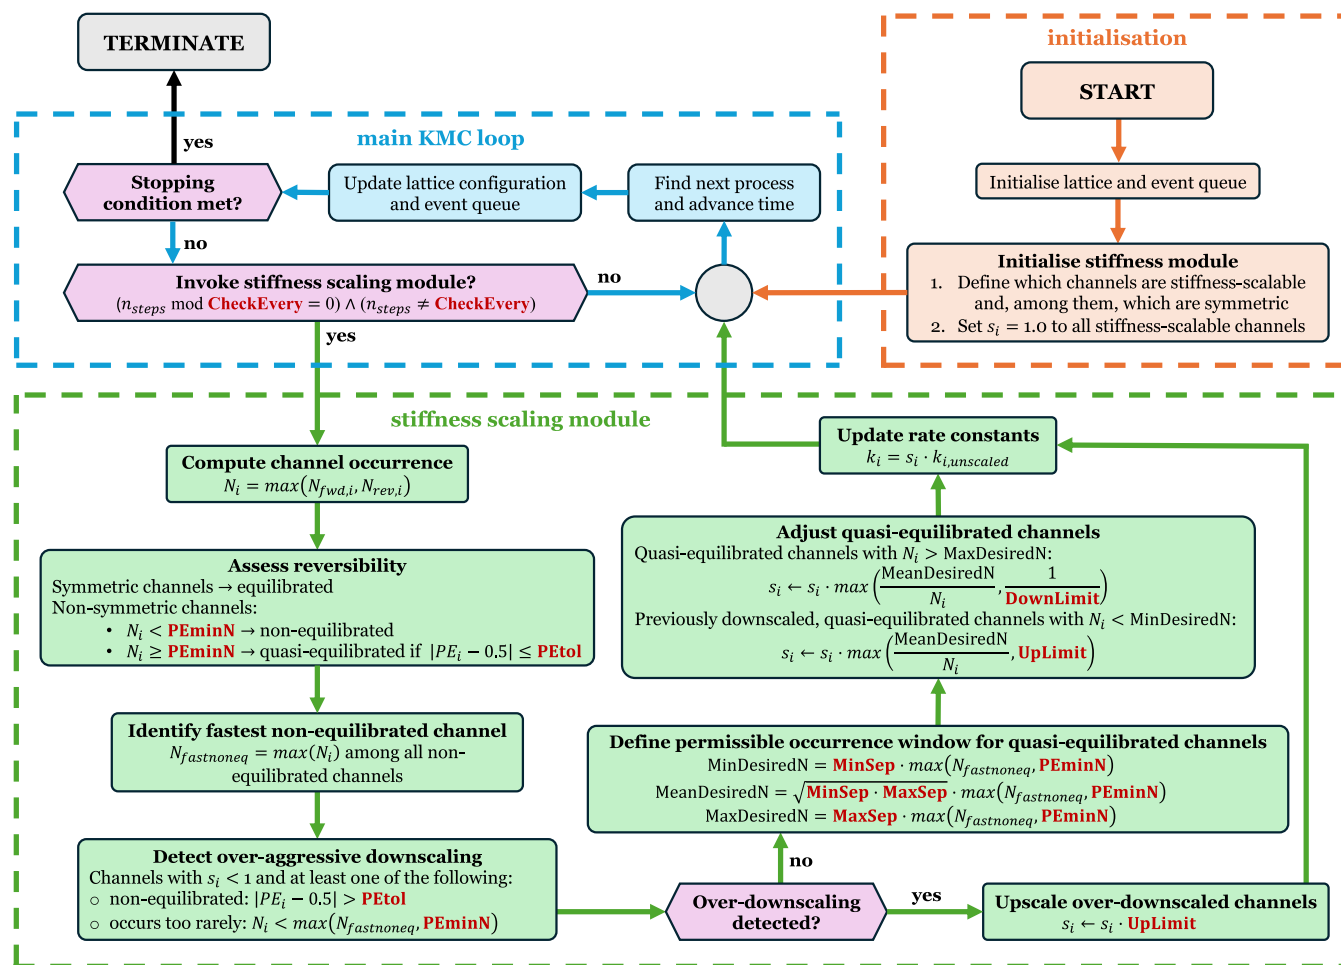 TERMINATE
yes
main KMC loop
Stopping
condition met?
Update lattice configuration
and event queue
Find next process
and advance time
no
Invoke stiffness scaling module?
(n_steps mod CheckEvery = 0) ∧ (n_steps ≠ CheckEvery)
no
yes
initialisation
START
Initialise lattice and event queue
Initialise stiffness module
1. Define which channels are stiffness-scalable
and, among them, which are symmetric
2. Set s_i = 1.0 to all stiffness-scalable channels
stiffness scaling module
Compute channel occurrence
N_i = max(N_fwd,i, N_rev,i)
Assess reversibility
Symmetric channels → equilibrated
Non-symmetric channels:
• N_i < PEminN → non-equilibrated
• N_i ≥ PEminN → quasi-equilibrated if |PE_i − 0.5| ≤ PEtol
Identify fastest non-equilibrated channel
N_fastnoneq = max(N_i) among all non-
equilibrated channels
Detect over-aggressive downscaling
Channels with s_i < 1 and at least one of the following:
○ non-equilibrated: |PE_i − 0.5| > PEtol
○ occurs too rarely: N_i < max(N_fastnoneq, PEminN)
Over-downscaling
detected?
yes
Upscale over-downscaled channels
s_i ← s_i · UpLimit
no
Define permissible occurrence window for quasi-equilibrated channels
MinDesiredN = MinSep · max(N_fastnoneq, PEminN)
MeanDesiredN = √(MinSep · MaxSep) · max(N_fastnoneq, PEminN)
MaxDesiredN = MaxSep · max(N_fastnoneq, PEminN)
Adjust quasi-equilibrated channels
Quasi-equilibrated channels with N_i > MaxDesiredN:
s_i ← s_i · max(MeanDesiredN/N_i, 1/DownLimit)
Previously downscaled, quasi-equilibrated channels with N_i < MinDesiredN:
s_i ← s_i · max(MeanDesiredN/N_i, UpLimit)
Update rate constants
k_i = s_i · k_i,unscaled